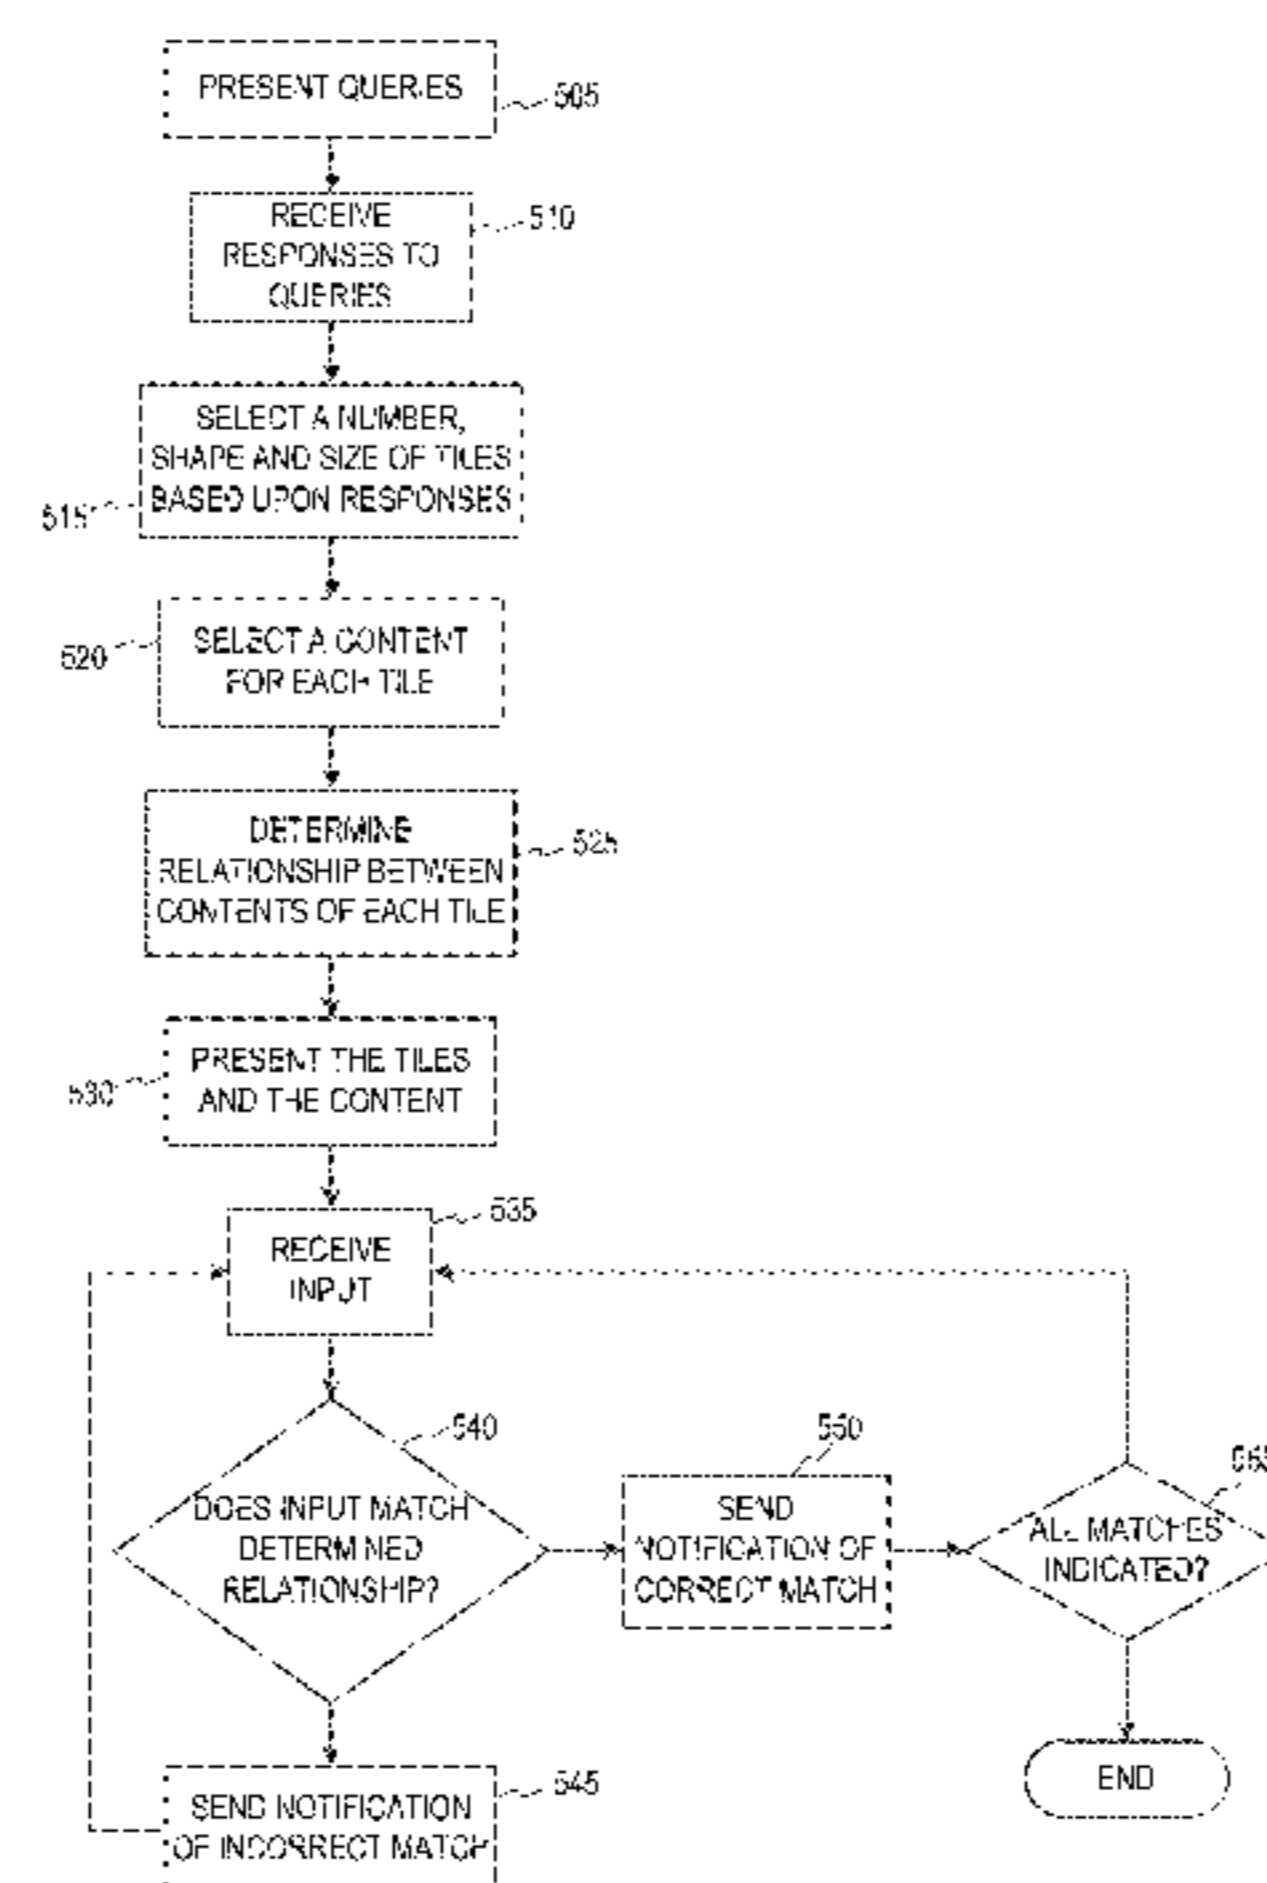 PRESENT QUERIES
505
RECEIVE
RESPONSES TO
QUERIES
510
SELECT A NUMBER,
SHAPE AND SIZE OF TILES
BASED UPON RESPONSES
515
SELECT A CONTENT
FOR EACH TILE
520
DETERMINE
RELATIONSHIP BETWEEN
CONTENTS OF EACH TILE
525
PRESENT THE TILES
AND THE CONTENT
530
RECEIVE
INPUT
535
DOES INPUT MATCH
DETERMINED
RELATIONSHIP?
540
SEND
NOTIFICATION OF
CORRECT MATCH
550
ALL MATCHES
INDICATED?
SEND NOTIFICATION
OF INCORRECT MATCH
545
END